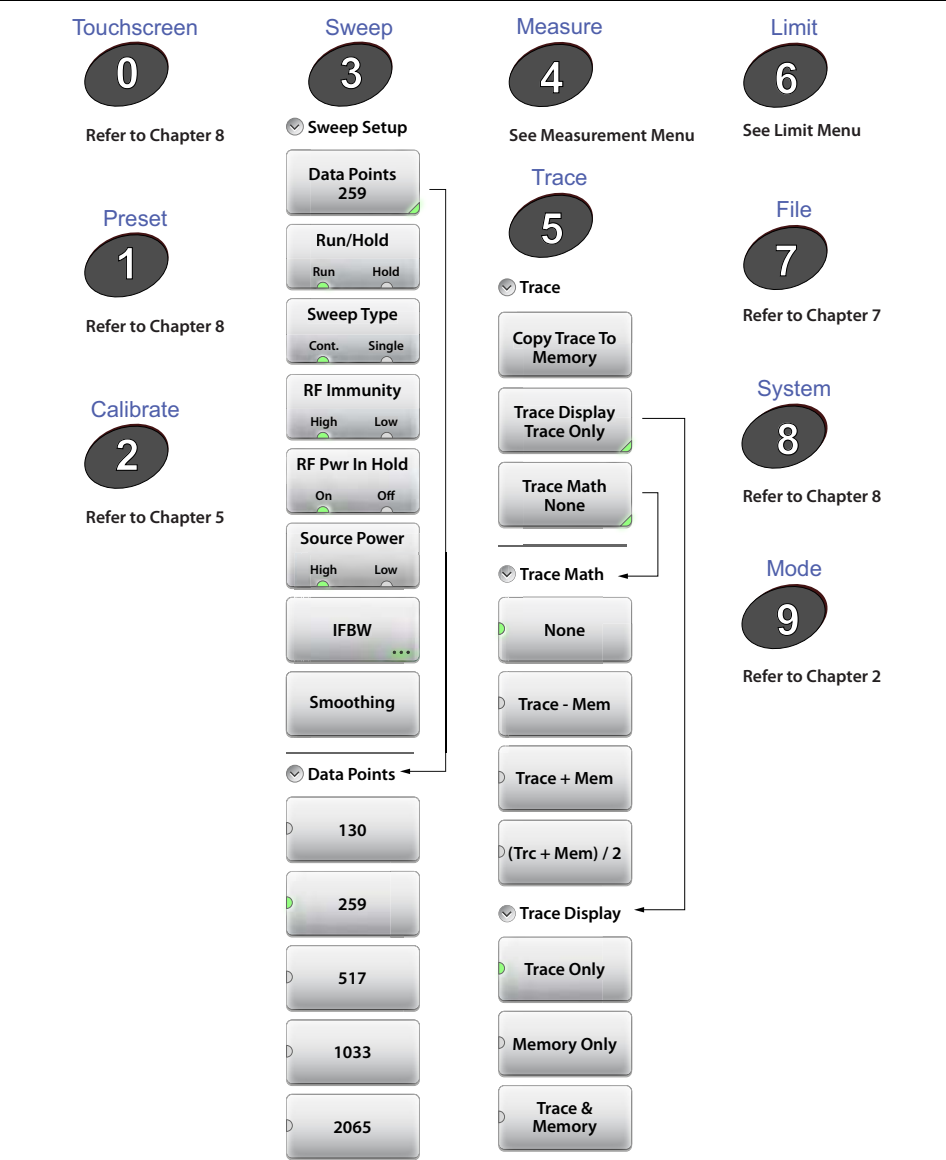 Touchscreen
0
Refer to Chapter 8
Preset
1
Refer to Chapter 8
Calibrate
2
Refer to Chapter 5
Sweep
3
Sweep Setup
Data Points
259
Run/Hold
Run Hold
Sweep Type
Cont. Single
RF Immunity
High Low
RF Pwr In Hold
On Off
Source Power
High Low
IFBW
Smoothing
Data Points
130
259
517
1033
2065
Measure
4
See Measurement Menu
Trace
5
Trace
Copy Trace To
Memory
Trace Display
Trace Only
Trace Math
None
Trace Math
None
Trace - Mem
Trace + Mem
(Trc + Mem) / 2
Trace Display
Trace Only
Memory Only
Trace &
Memory
Limit
6
See Limit Menu
File
7
Refer to Chapter 7
System
8
Refer to Chapter 8
Mode
9
Refer to Chapter 2